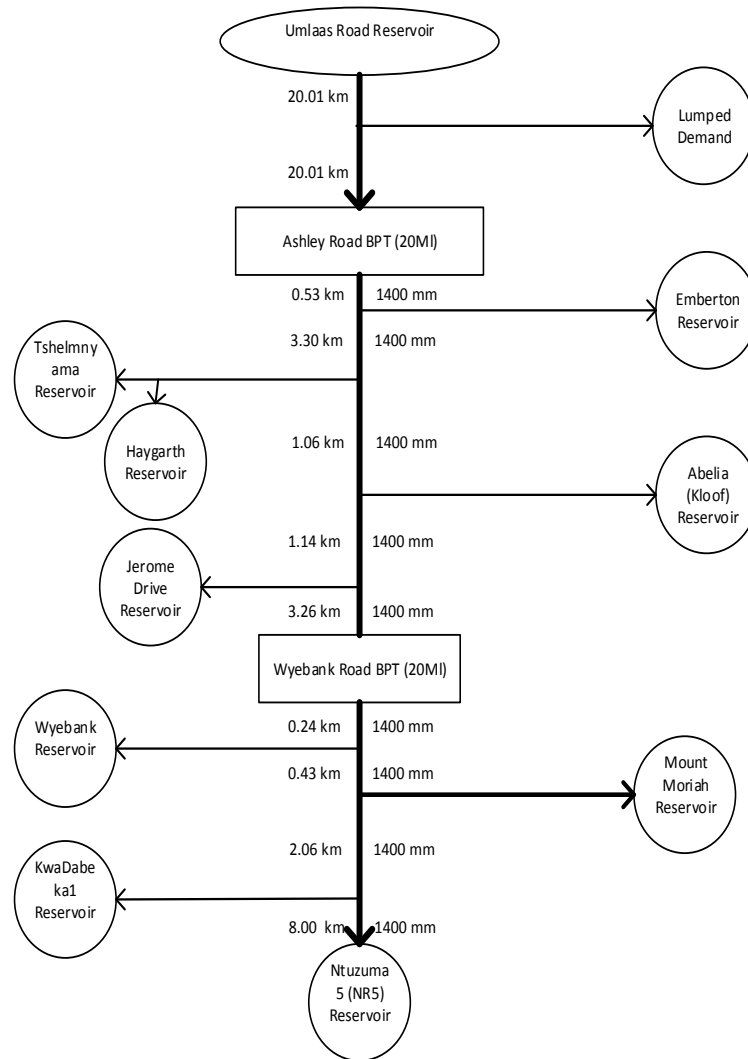 Umlaas Road Reservoir
20.01 km
Lumped
Demand
20.01 km
Ashley Road BPT (20Ml)
0.53 km 1400 mm
Emberton
Reservoir
3.30 km 1400 mm
Tshelmny
ama
Reservoir
Haygarth
Reservoir
1.06 km 1400 mm
Abelia
(Kloof)
Reservoir
1.14 km 1400 mm
Jerome
Drive
Reservoir
3.26 km 1400 mm
Wyebank Road BPT (20Ml)
0.24 km 1400 mm
Wyebank
Reservoir
0.43 km 1400 mm
Mount
Moriah
Reservoir
2.06 km 1400 mm
KwaDabe
ka1
Reservoir
8.00 km 1400 mm
Ntuzuma
5 (NR5)
Reservoir